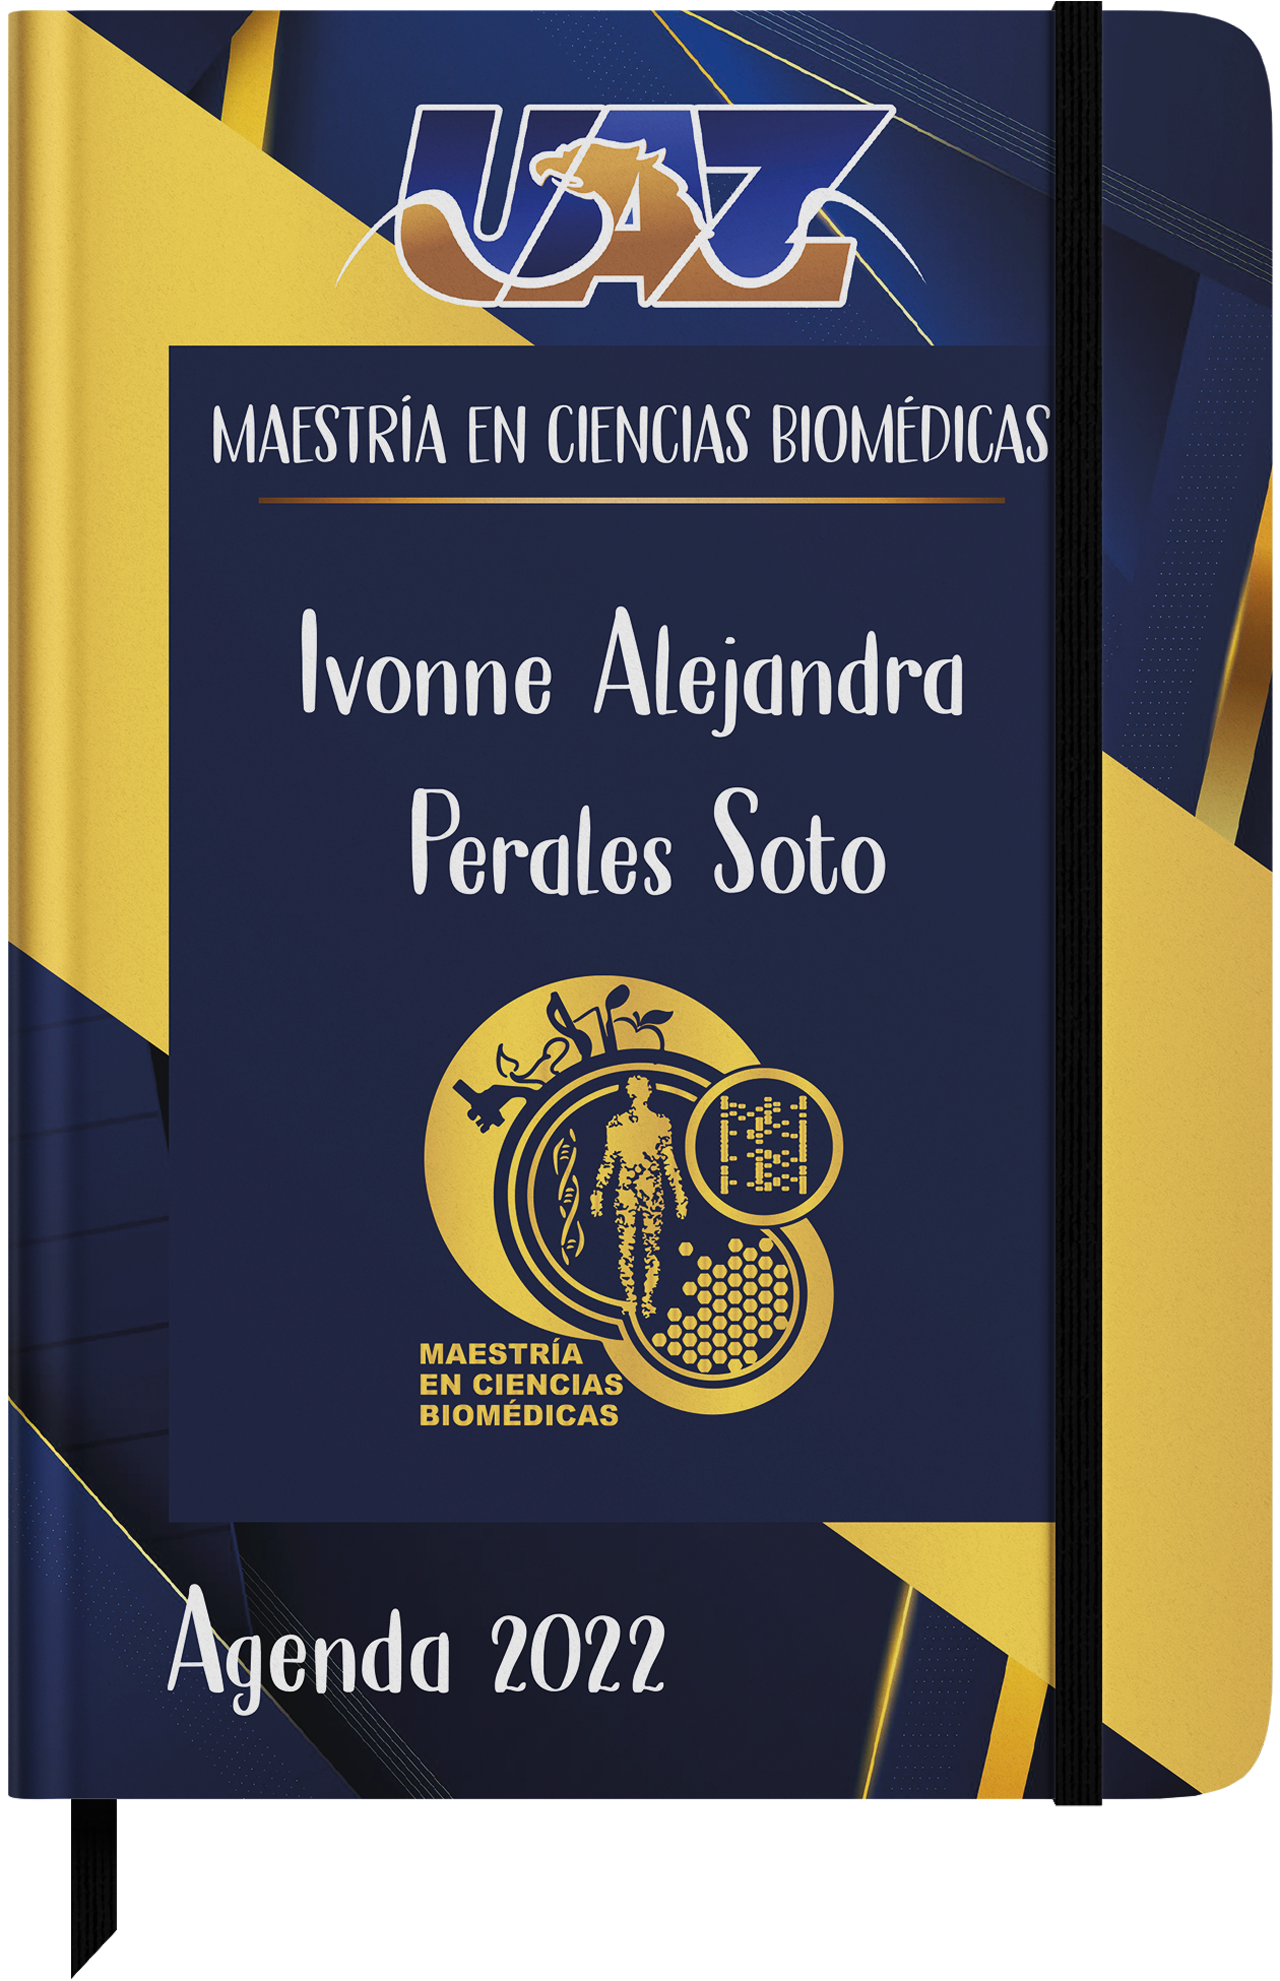 UAZ
MAESTRÍA EN CIENCIAS BIOMÉDICAS
Ivonne Alejandra
Perales Soto
MAESTRÍA
EN CIENCIAS
BIOMÉDICAS
Agenda 2022